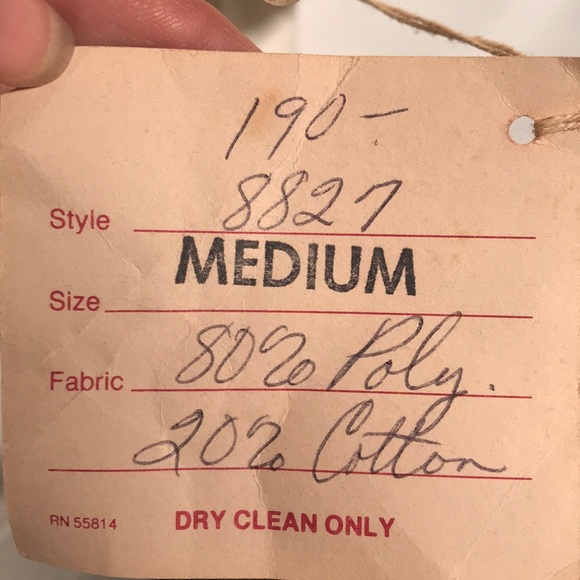 190-
Style 8827
Size MEDIUM
Fabric 80% Poly.
20% Cotton
RN 55814 DRY CLEAN ONLY